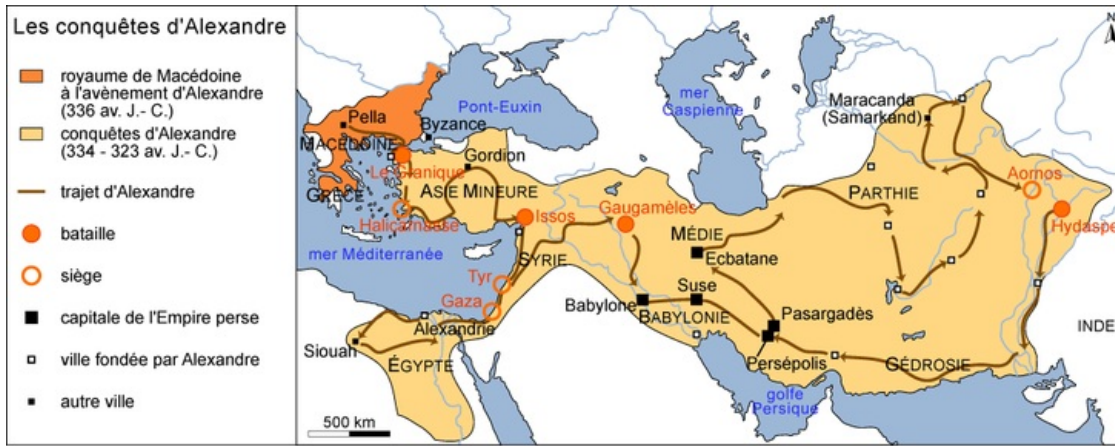 Les conquêtes d'Alexandre
royaume de Macédoine
à l'avènement d'Alexandre
(336 av. J.- C.)
conquêtes d'Alexandre
(334 - 323 av. J.- C.)
trajet d'Alexandre
bataille
siège
capitale de l'Empire perse
ville fondée par Alexandre
autre ville
N
mer
Caspienne
Pont-Euxin
Maracanda
(Samarkand)
Pella
Byzance
MACÉDOINE
Gordion
Le Granique
Aornos
ASIE MINEURE
PARTHIE
GRÈCE
Halicarnasse
Issos
Gaugamèles
Hydaspe
MÉDIE
mer Méditerranée
SYRIE
Ecbatane
Tyr
Suse
Gaza
Babylone
BABYLONIE
Pasargadès
Alexandrie
INDE
Siouan
ÉGYPTE
Persépolis
GÉDROSIE
golfe
Persique
500 km